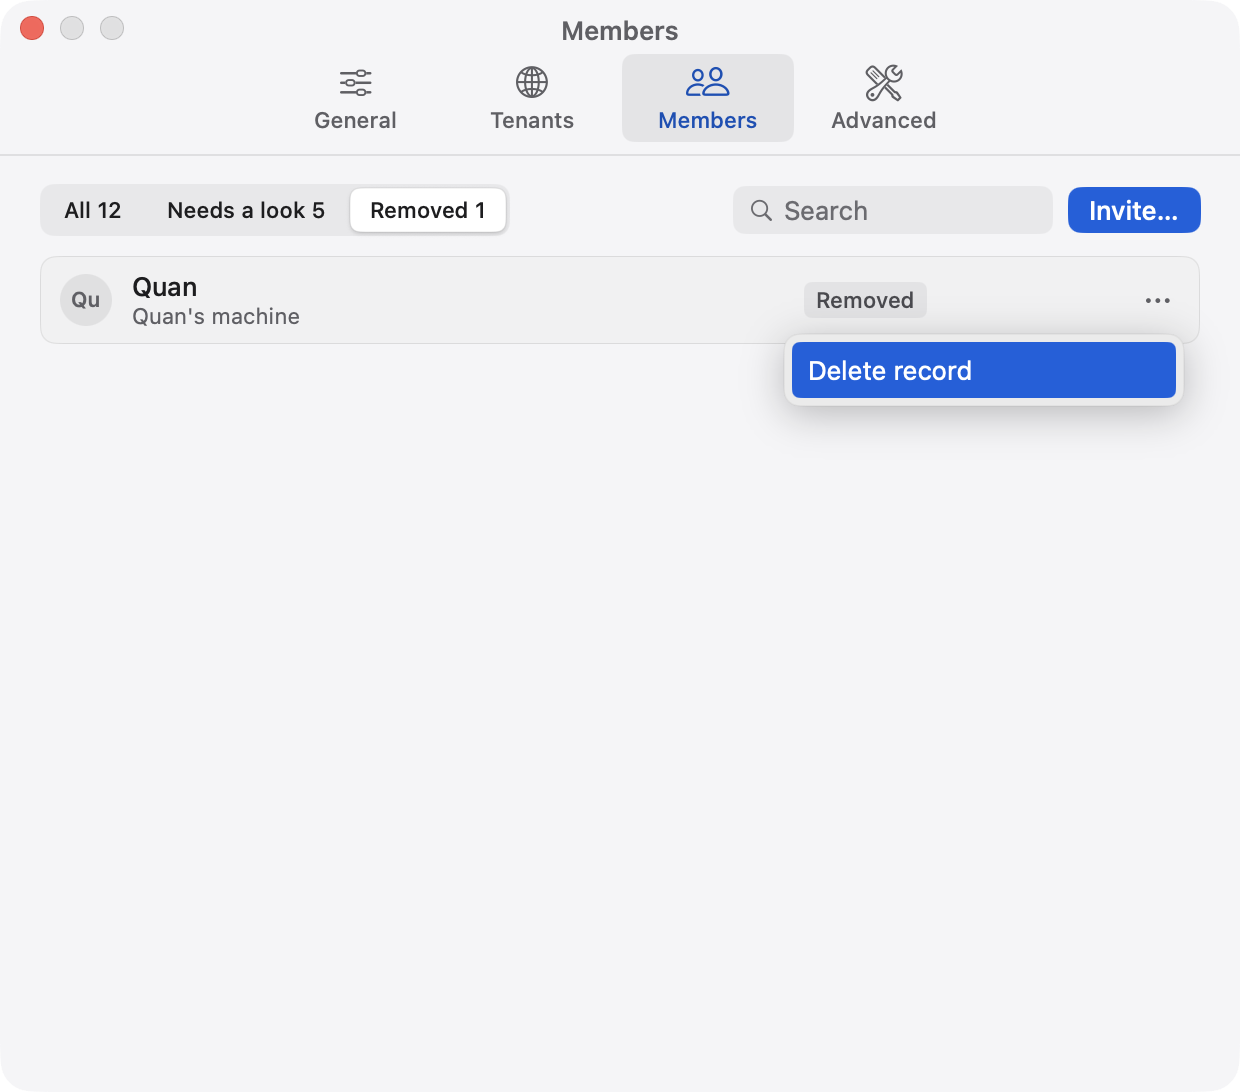 Members
General
Tenants
Members
Advanced
All 12
Needs a look 5
Removed 1
Search
Invite...
Qu
Quan
Quan's machine
Removed
Delete record